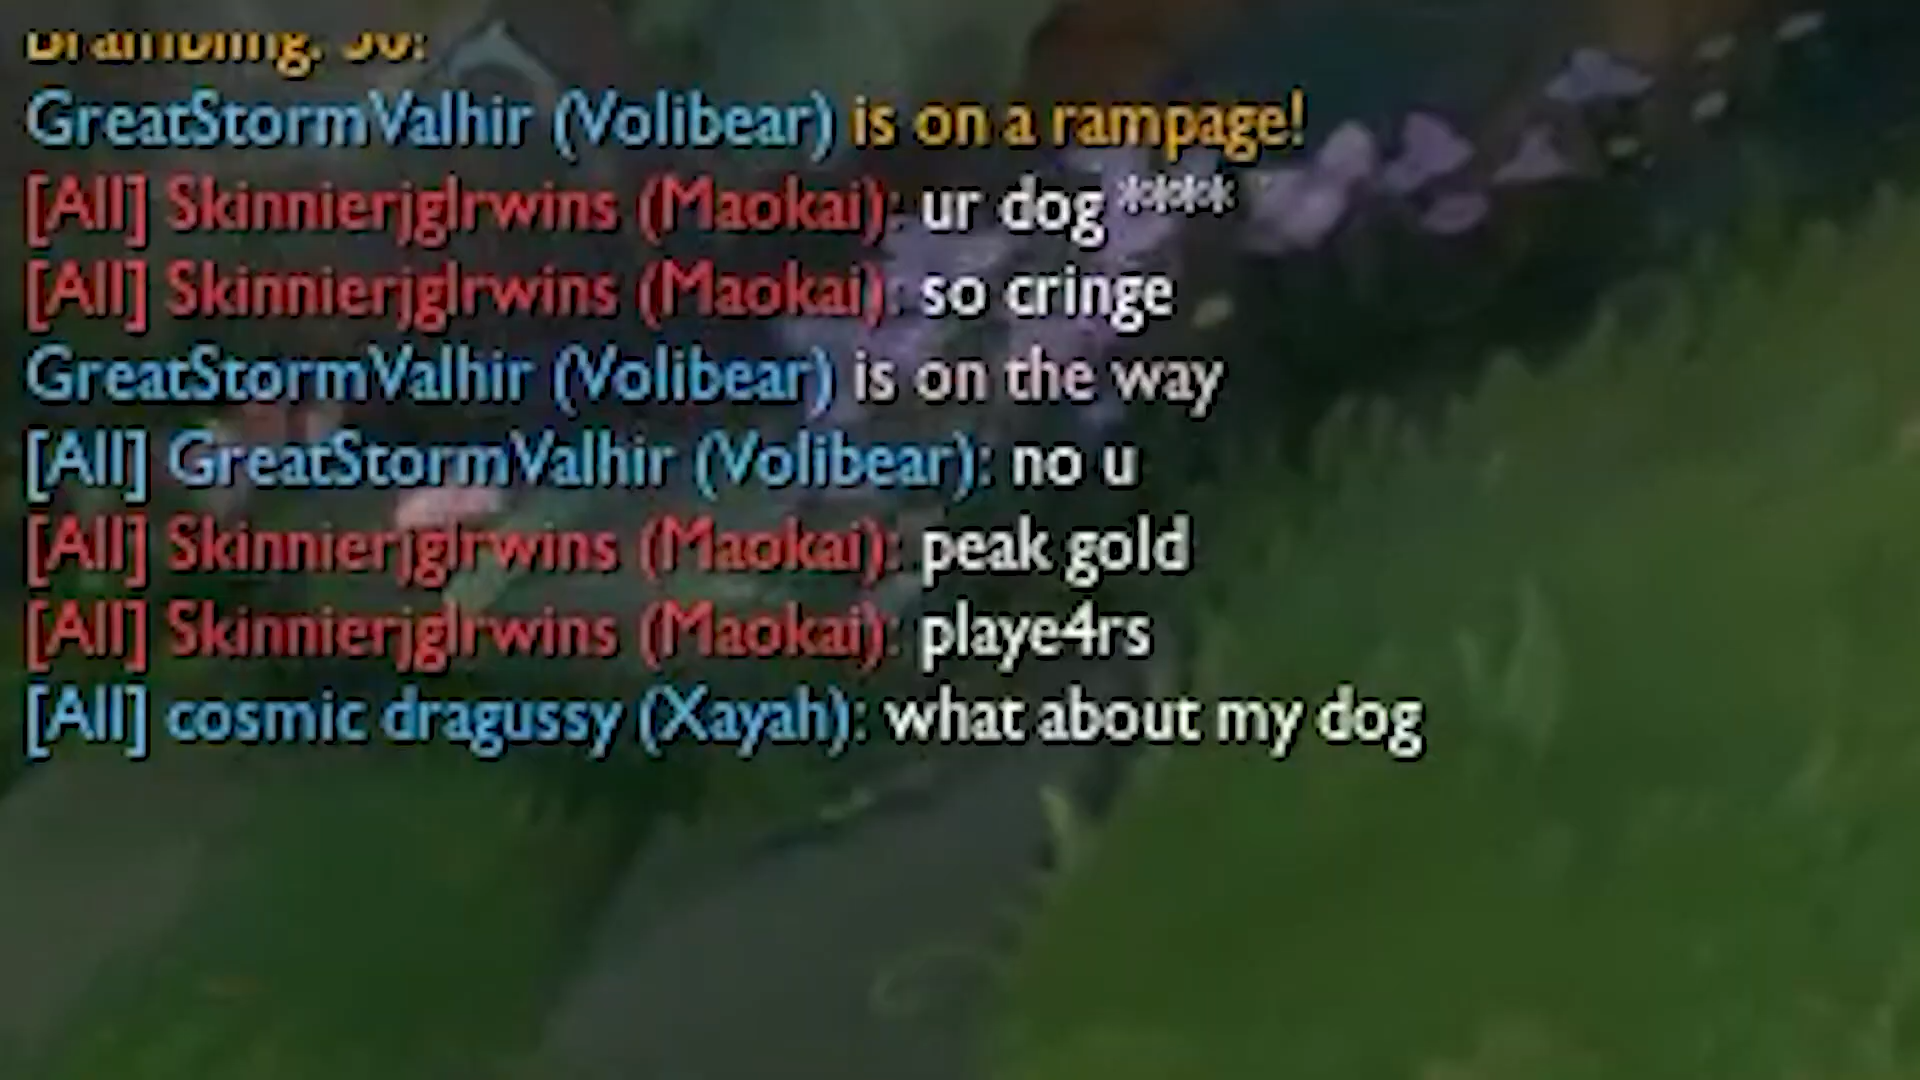 GreatStormValhir (Volibear) is on a rampage!
[All] Skinnierjglrwins (Maokai): ur dog ****
[All] Skinnierjglrwins (Maokai): so cringe
GreatStormValhir (Volibear) is on the way
[All] GreatStormValhir (Volibear): no u
[All] Skinnierjglrwins (Maokai): peak gold
[All] Skinnierjglrwins (Maokai): playe4rs
[All] cosmic dragussy (Xayah): what about my dog